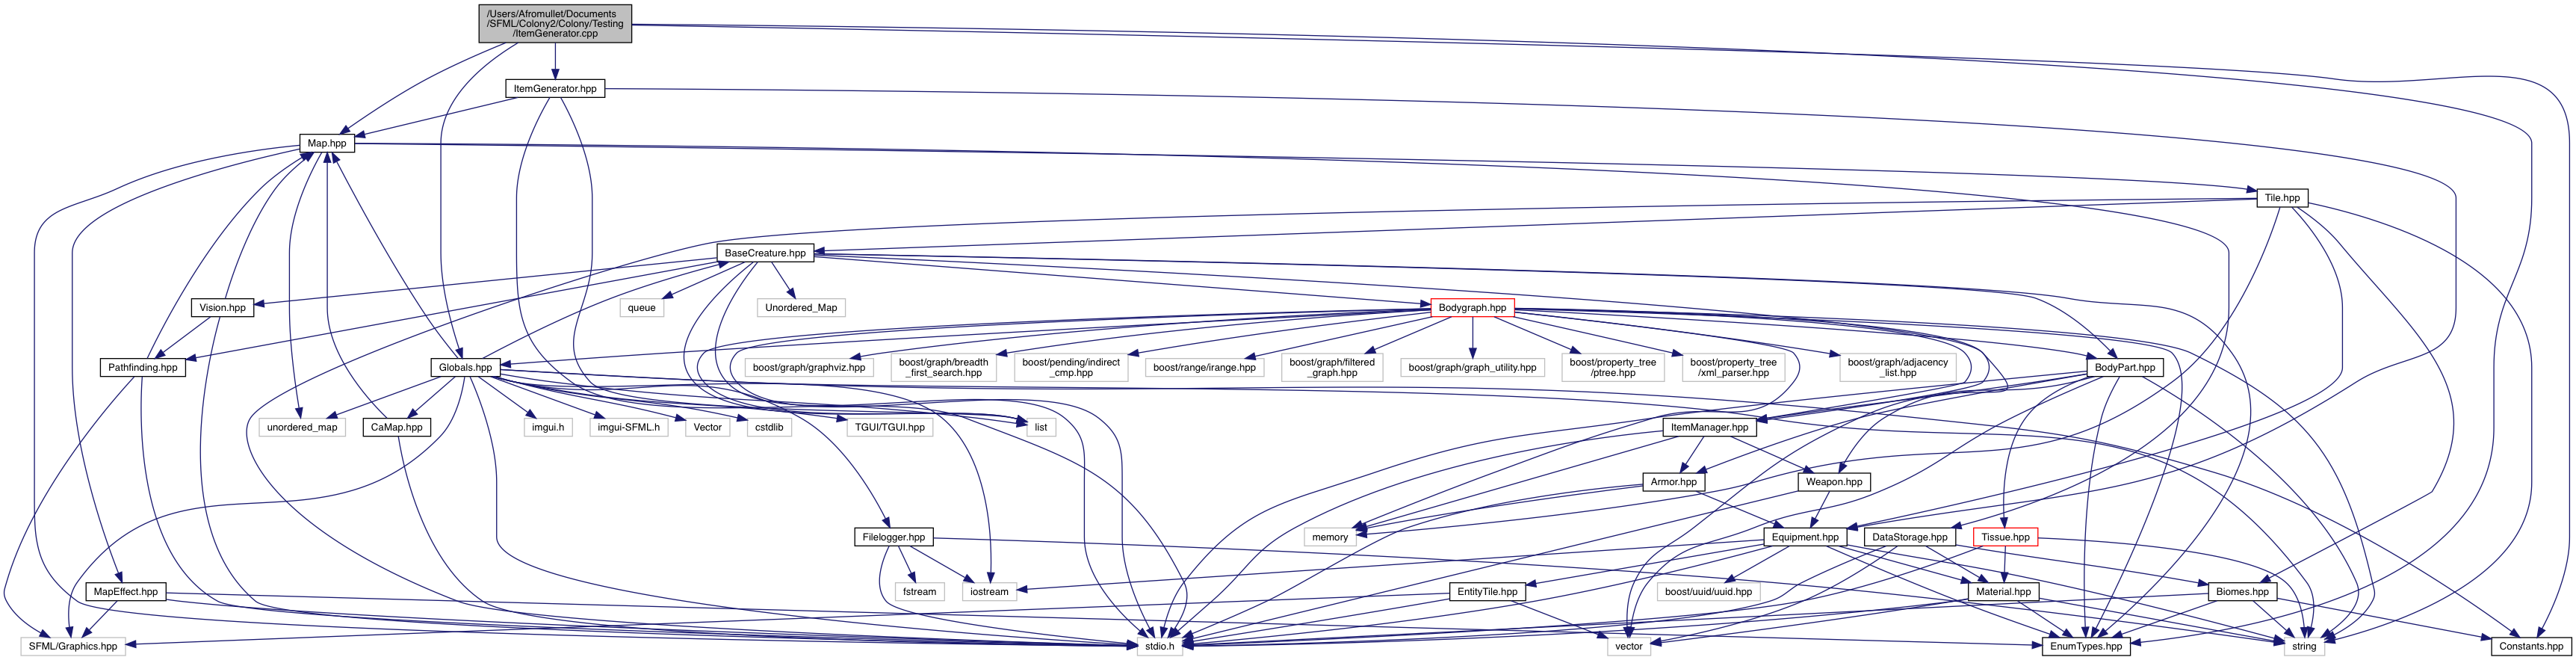 /Users/Afromullet/Documents
/SFML/Colony2/Colony/Testing
/ItemGenerator.cpp
ItemGenerator.hpp
Map.hpp
Tile.hpp
BaseCreature.hpp
Vision.hpp
queue
Unordered_Map
Bodygraph.hpp
Pathfinding.hpp
Globals.hpp
boost/graph/graphviz.hpp
boost/graph/breadth
_first_search.hpp
boost/pending/indirect
_cmp.hpp
boost/range/irange.hpp
boost/graph/filtered
_graph.hpp
boost/graph/graph_utility.hpp
boost/property_tree
/ptree.hpp
boost/property_tree
/xml_parser.hpp
boost/graph/adjacency
_list.hpp
BodyPart.hpp
unordered_map
CaMap.hpp
imgui.h
imgui-SFML.h
Vector
cstdlib
TGUI/TGUI.hpp
list
ItemManager.hpp
Armor.hpp
Weapon.hpp
Filelogger.hpp
memory
Equipment.hpp
DataStorage.hpp
Tissue.hpp
MapEffect.hpp
fstream
iostream
EntityTile.hpp
boost/uuid/uuid.hpp
Material.hpp
Biomes.hpp
SFML/Graphics.hpp
stdio.h
vector
EnumTypes.hpp
string
Constants.hpp